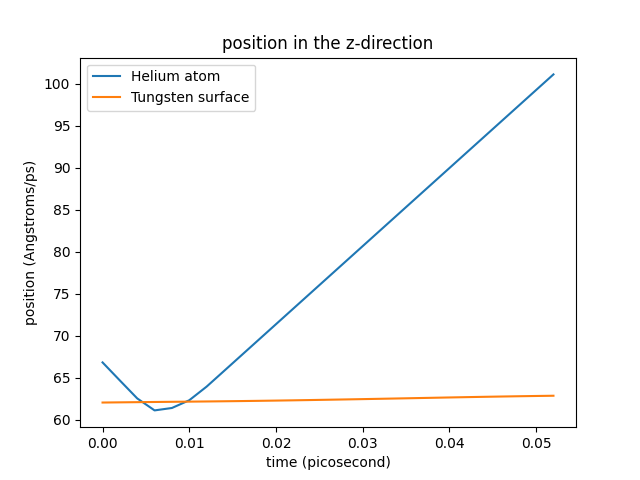 position in the z-direction
Helium atom
Tungsten surface
position (Angstroms/ps)
100
95
90
85
80
75
70
65
60
0.00 0.01 0.02 0.03 0.04 0.05
time (picosecond)